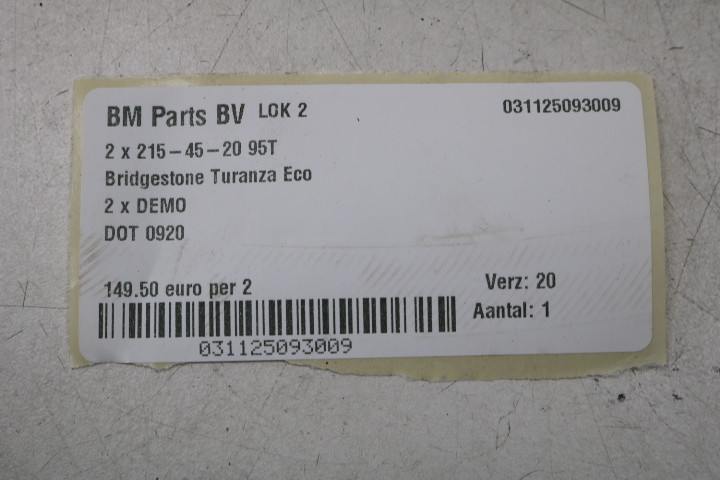 BM Parts BV LGK 2 031125093009
2 x 215-45-20 95T
Bridgestone Turanza Eco
2 x DEMO
DOT 0920
149.50 euro per 2 Verz: 20
Aantal: 1
031125093009